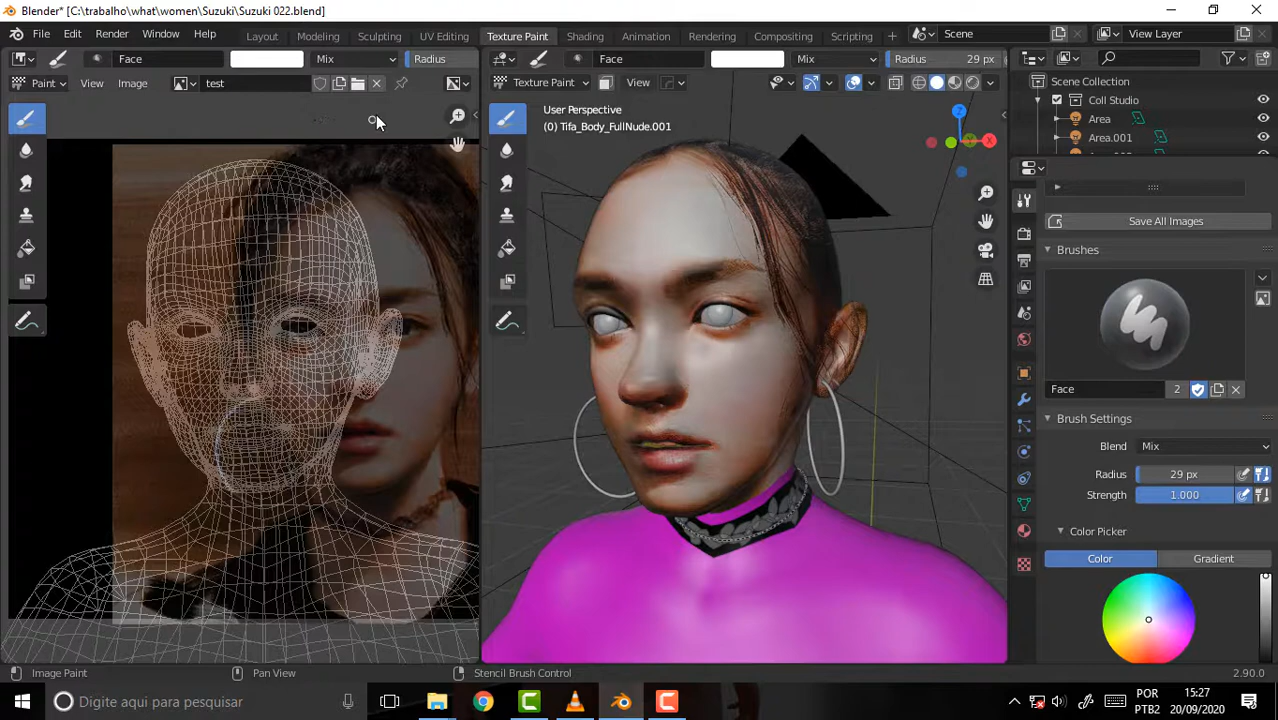 Blender* [C:\trabalho\what\women\Suzuki\Suzuki 022.blend]
File Edit Render Window Help Layout Modeling Sculpting UV Editing Texture Paint Shading Animation Rendering Compositing Scripting Scene View Layer
Face Mix Radius Face Mix Radius 29 px
Paint View Image test Texture Paint View
Scene Collection
Coll Studio
Area
Area.001
User Perspective
(0) Tifa_Body_FullNude.001
Z
Y
X
Save All Images
Brushes
Face 2
Brush Settings
Blend Mix
Radius 29 px
Strength 1.000
Color Picker
Color Gradient
Image Paint Pan View Stencil Brush Control 2.90.0
Digite aqui para pesquisar
POR 15:27
PTB2 20/09/2020